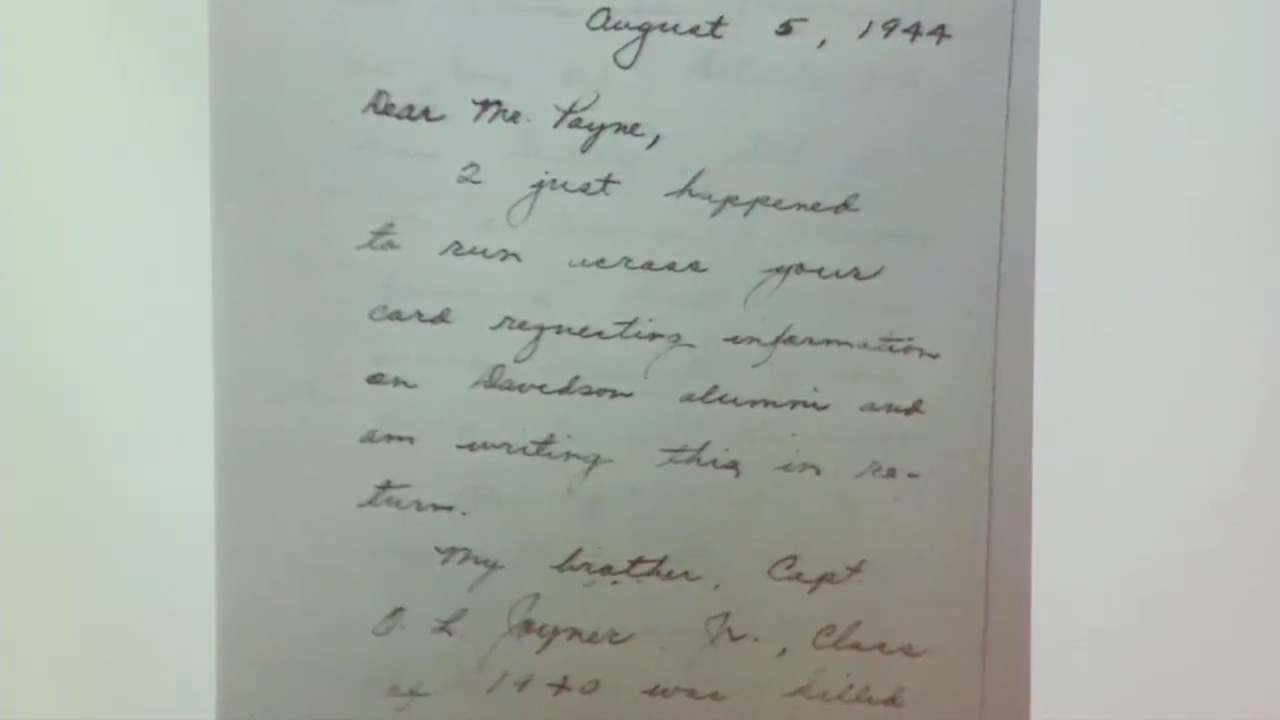 August 5, 1944
Dear Mr. Payne,
I just happened
to run across your
card requesting information
on Davidson alumni and
am writing this in re-
turn.
My brother, Capt.
O. L. Joyner Jr., Class
of 1940 was killed